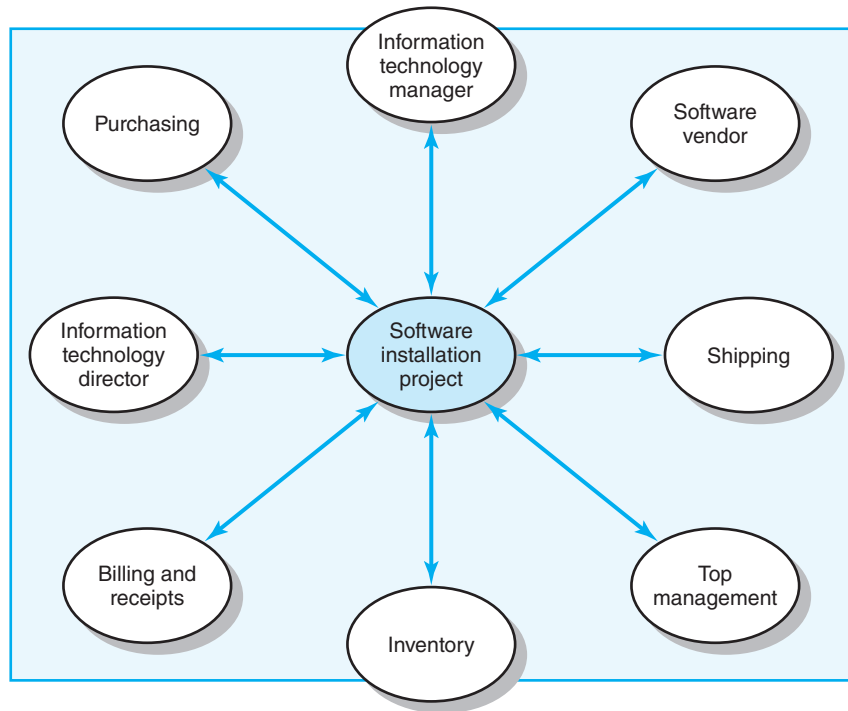 Information
technology
manager
Purchasing
Software
vendor
Information
technology
director
Software
installation
project
Shipping
Billing and
receipts
Inventory
Top
management